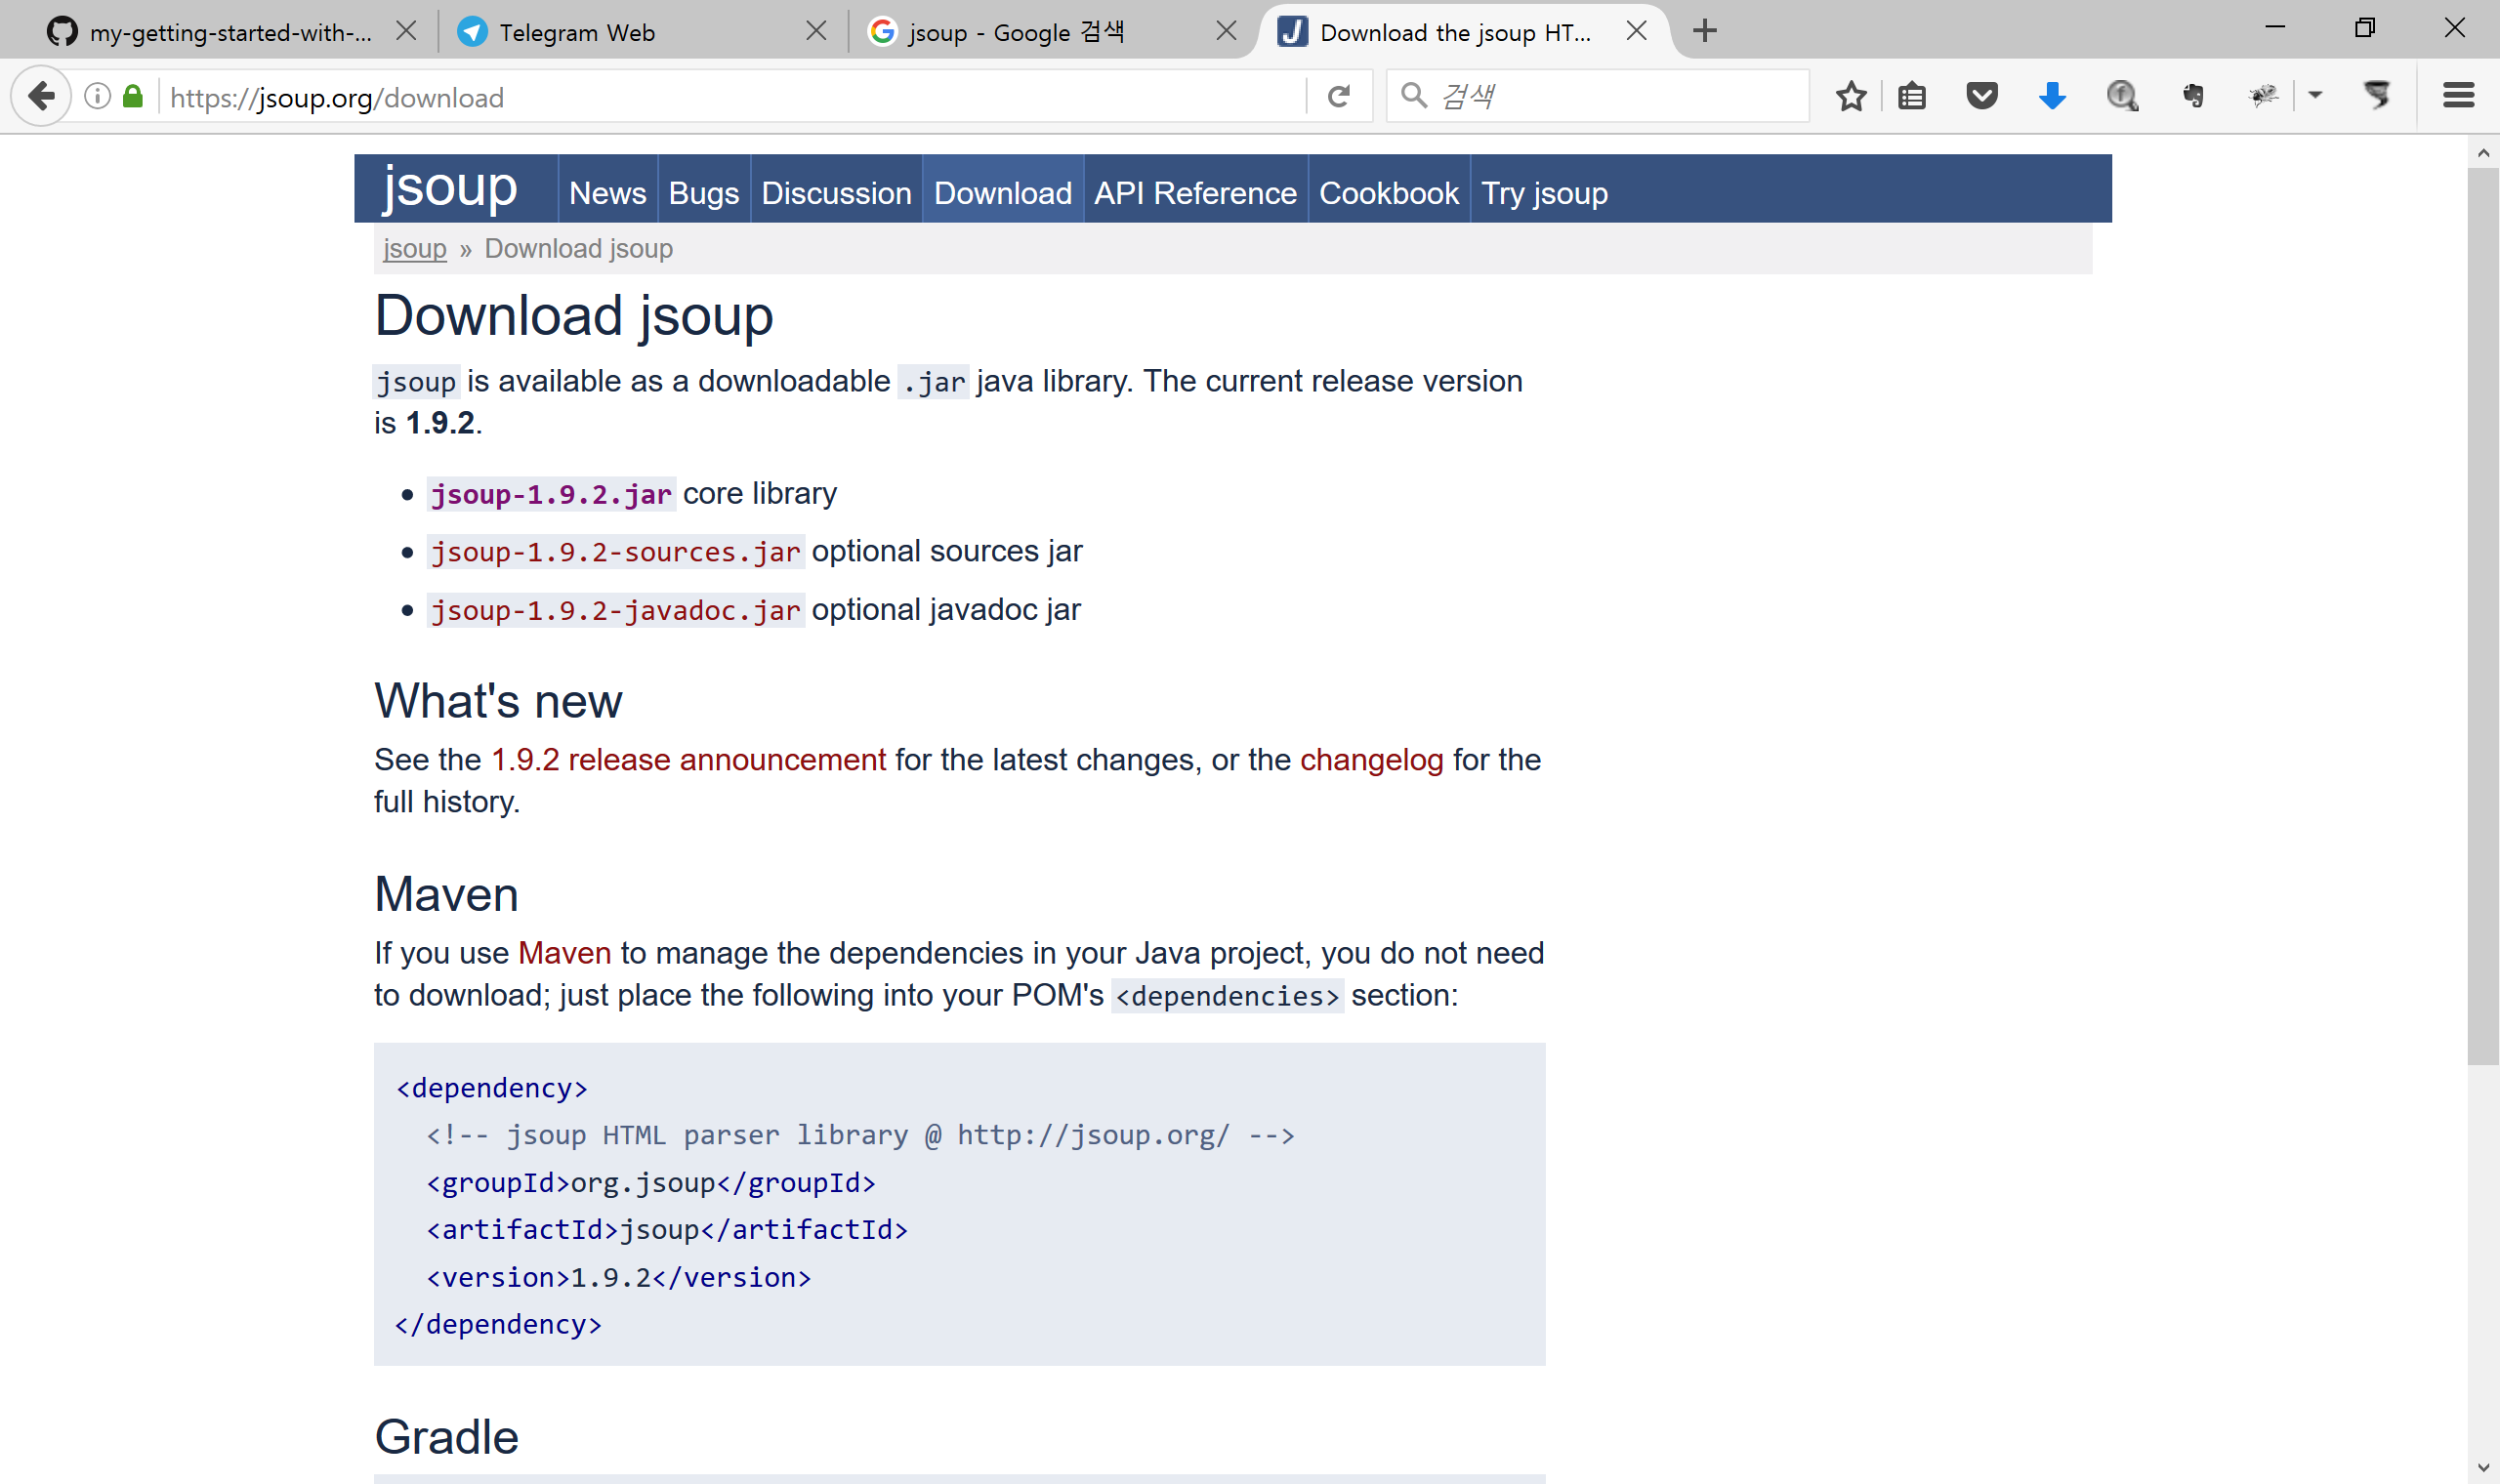 my-getting-started-with-...
Telegram Web
jsoup - Google 검색
Download the jsoup HT...
https://jsoup.org/download
검색
jsoup
News
Bugs
Discussion
Download
API Reference
Cookbook
Try jsoup
jsoup » Download jsoup
Download jsoup
jsoup is available as a downloadable .jar java library. The current release version
is 1.9.2.
jsoup-1.9.2.jar core library
jsoup-1.9.2-sources.jar optional sources jar
jsoup-1.9.2-javadoc.jar optional javadoc jar
What's new
See the 1.9.2 release announcement for the latest changes, or the changelog for the
full history.
Maven
If you use Maven to manage the dependencies in your Java project, you do not need
to download; just place the following into your POM's <dependencies> section:
<dependency>
<!-- jsoup HTML parser library @ http://jsoup.org/ -->
<groupId>org.jsoup</groupId>
<artifactId>jsoup</artifactId>
<version>1.9.2</version>
</dependency>
Gradle